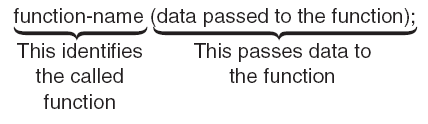 function-name (data passed to the function);
This identifies
the called
function
This passes data to
the function